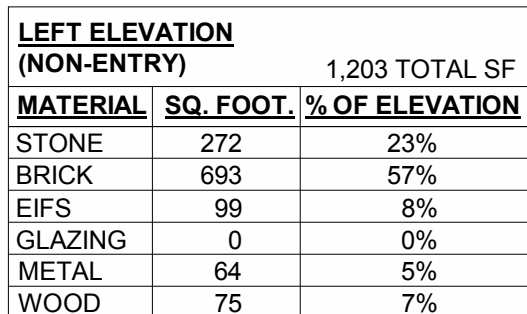 LEFT ELEVATION
(NON-ENTRY) 1,203 TOTAL SF
MATERIAL SQ. FOOT. % OF ELEVATION
STONE 272 23%
BRICK 693 57%
EIFS 99 8%
GLAZING 0 0%
METAL 64 5%
WOOD 75 7%